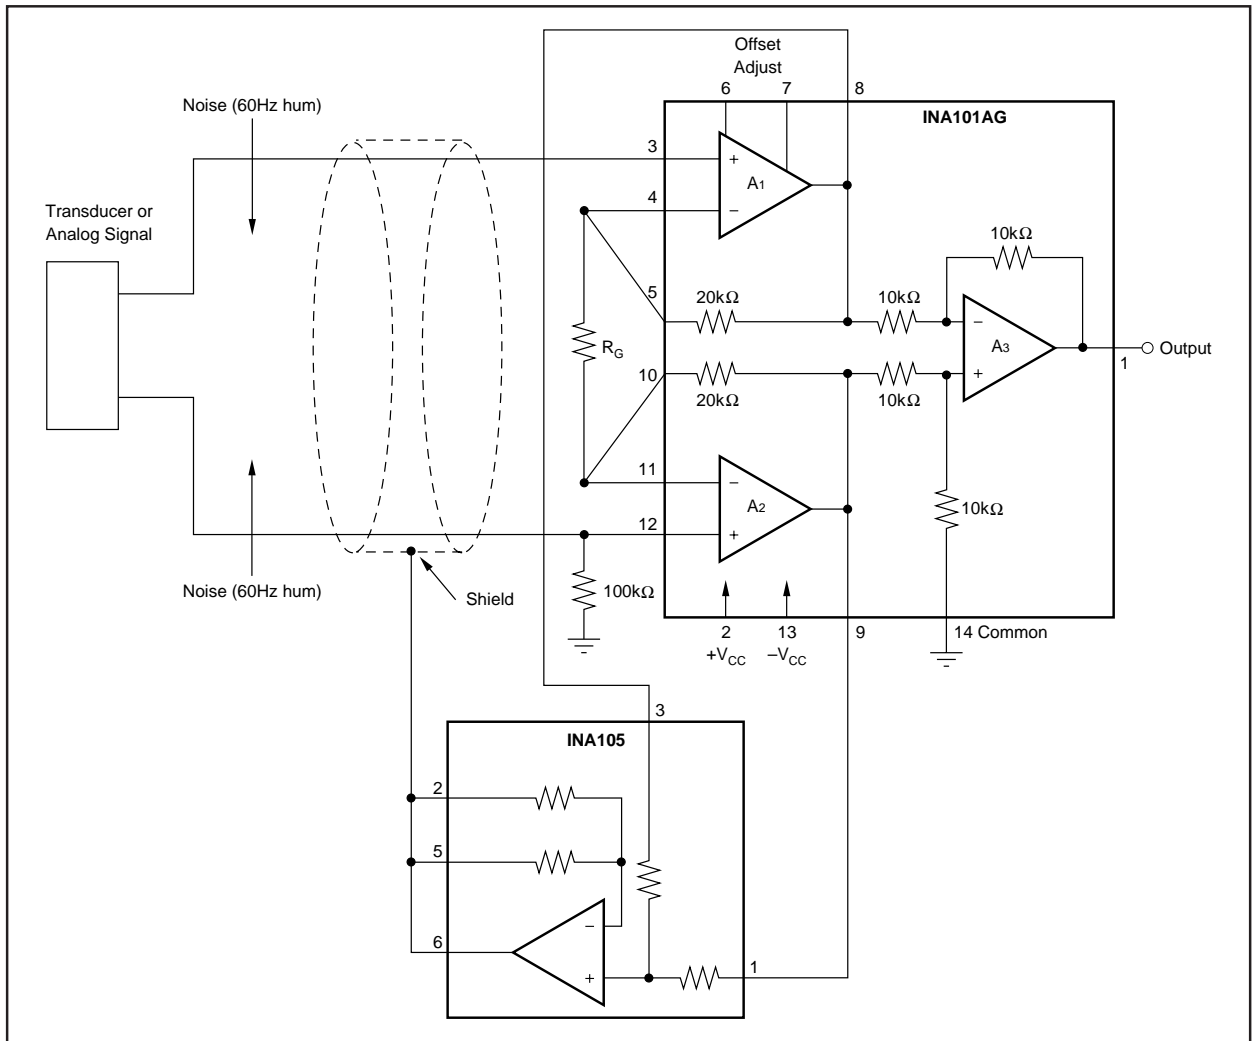 Offset
Adjust
6 7 8
Noise (60Hz hum)
INA101AG
3
+
A1
4
–
Transducer or
Analog Signal
10kΩ
5
20kΩ
10kΩ
–
A3
RG
Output
1
10
+
20kΩ
10kΩ
11
–
A2
10kΩ
12
+
Noise (60Hz hum)
Shield
100kΩ
2 13 9 14 Common
+VCC –VCC
3
INA105
2
5
–
6
+
1